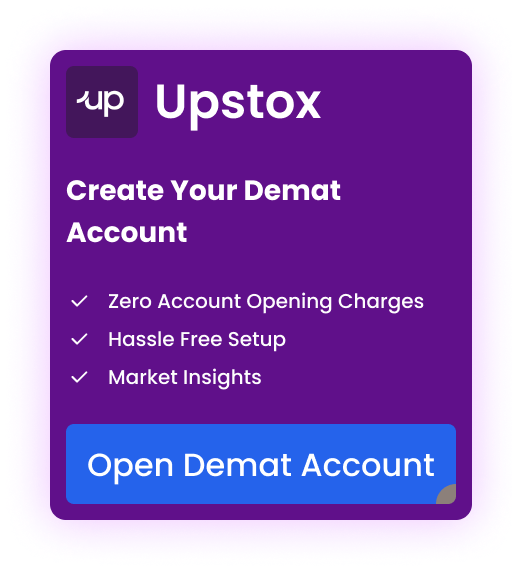 up
Upstox
Create Your Demat
Account
Zero Account Opening Charges
Hassle Free Setup
Market Insights
Open Demat Account